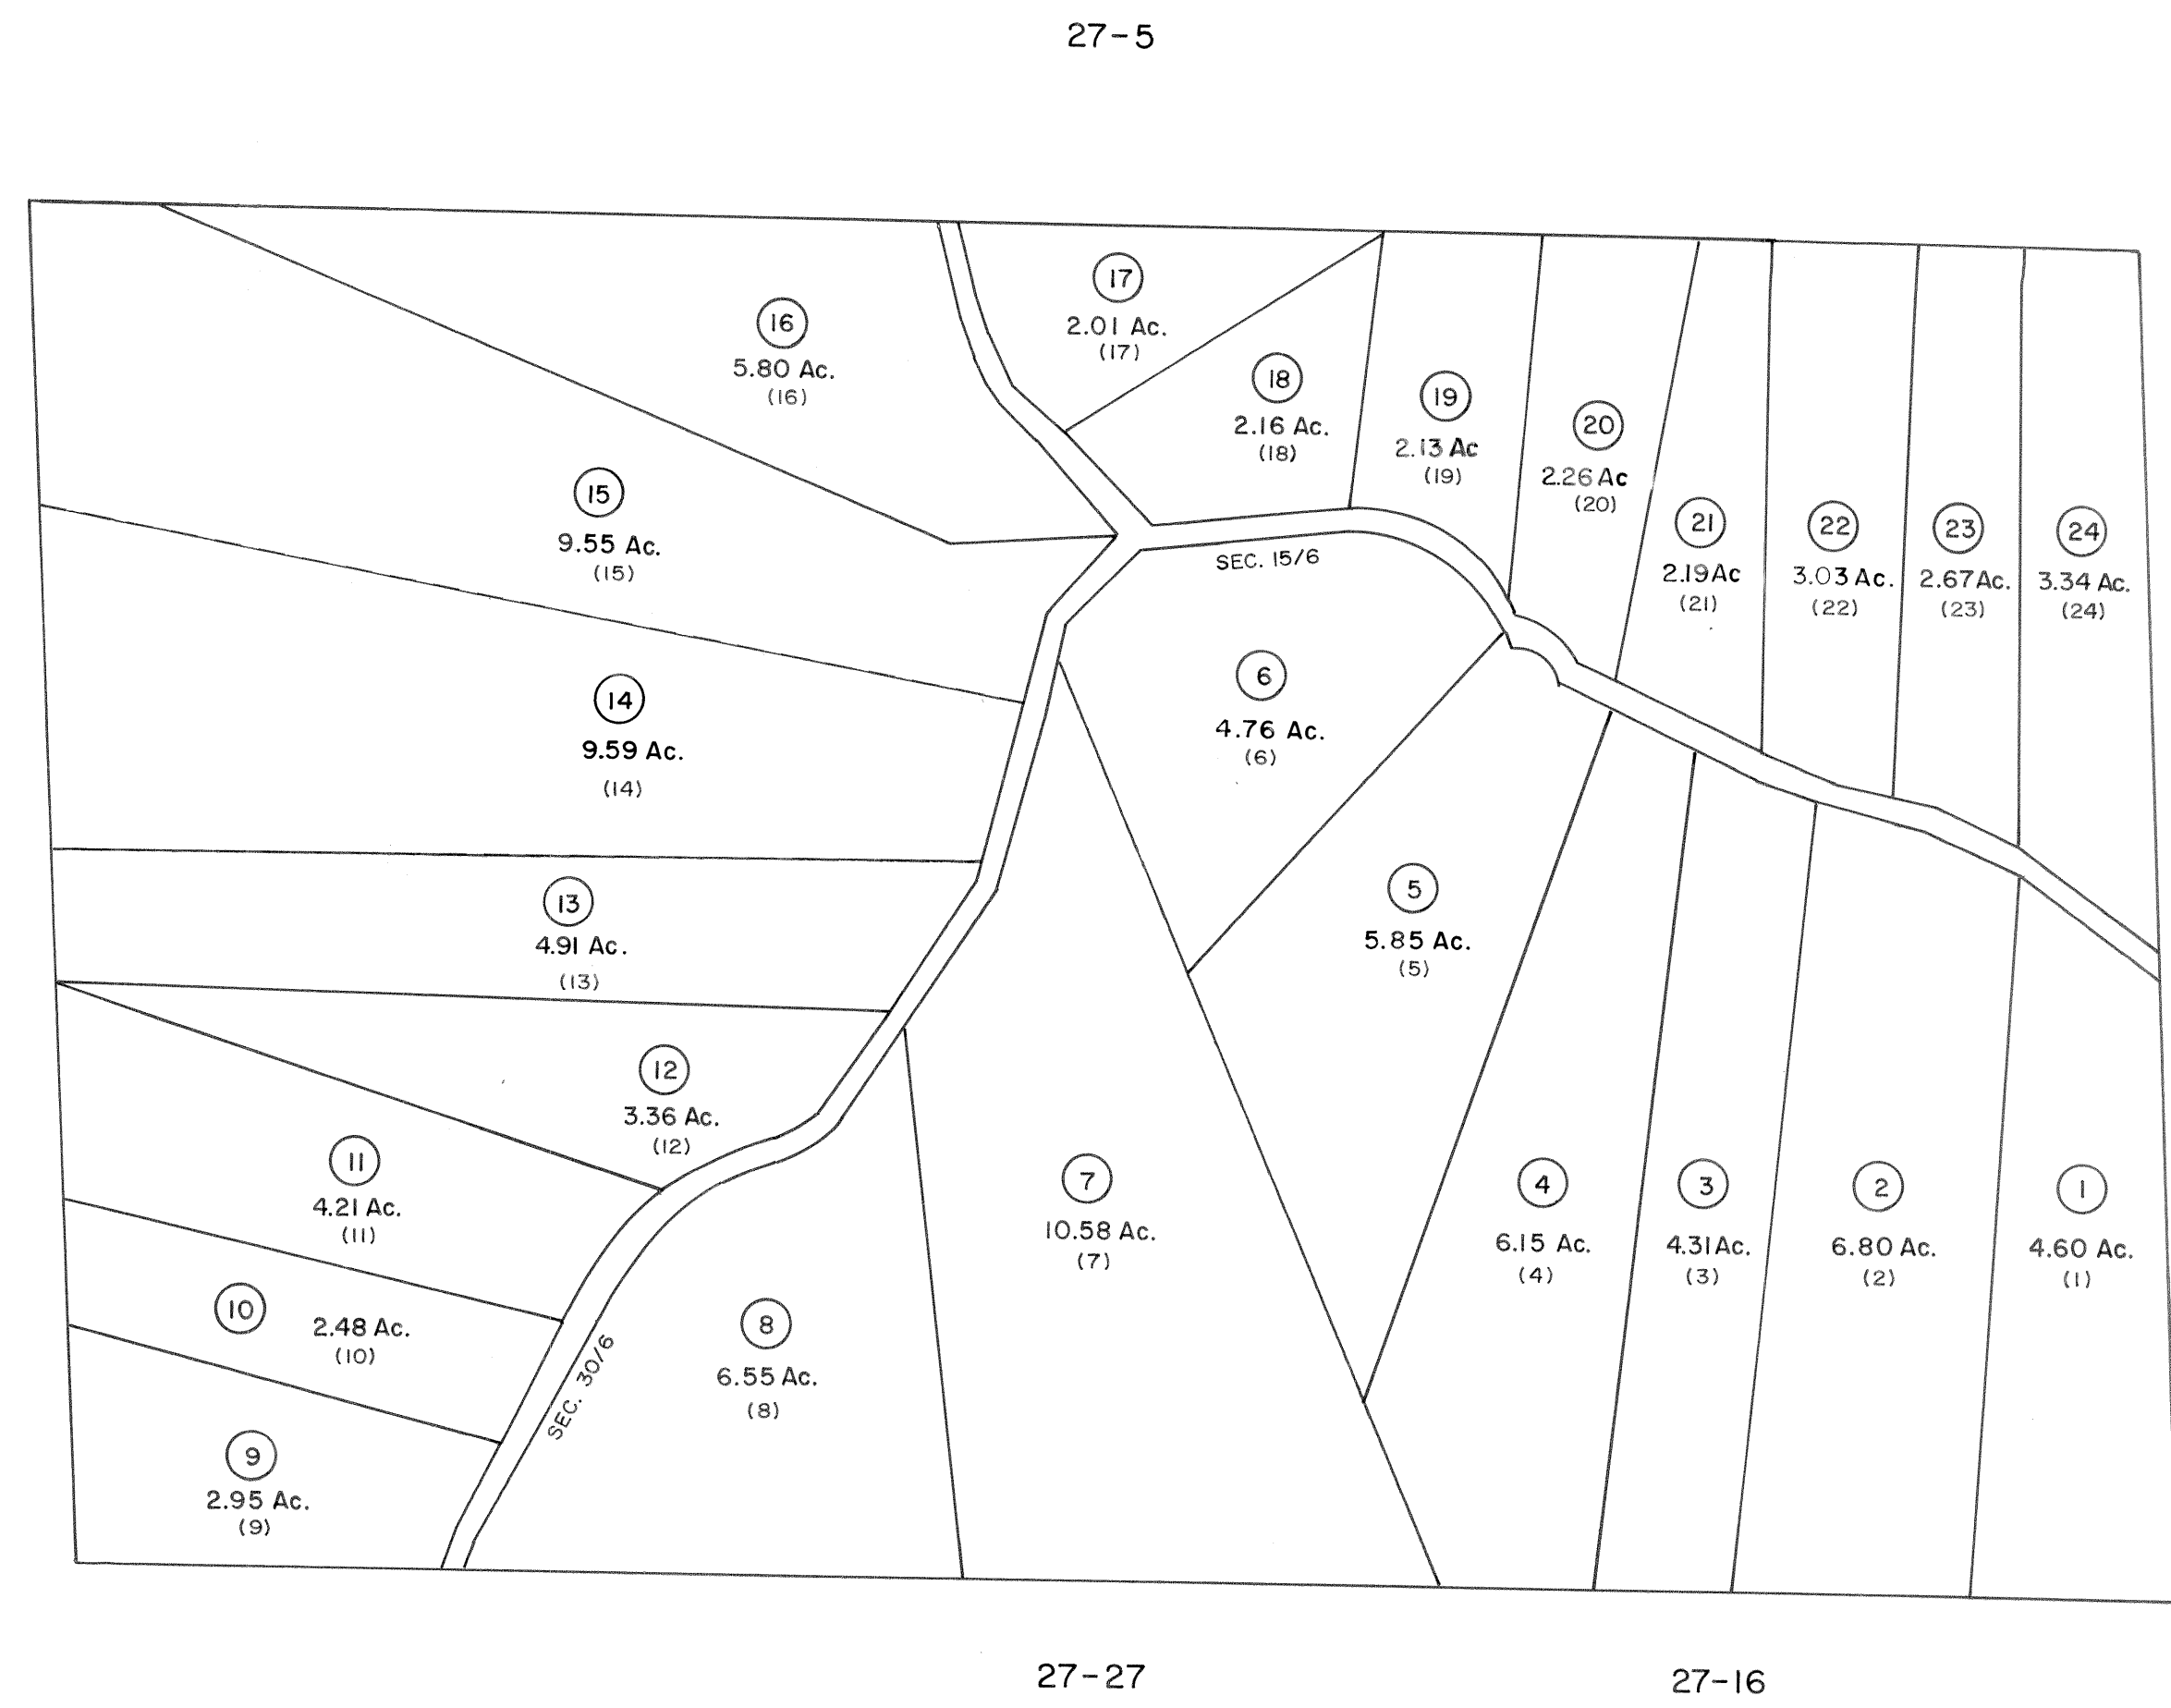 27-5
17
2.01 Ac.
(17)
16
5.80 Ac.
(16)
18
2.16 Ac.
(18)
19
2.13 Ac
(19)
20
2.26 Ac
(20)
15
9.55 Ac.
(15)
21
2.19 Ac
(21)
22
3.03 Ac.
(22)
23
2.67 Ac.
(23)
24
3.34 Ac.
(24)
SEC. 15/6
14
9.59 Ac.
(14)
6
4.76 Ac.
(6)
13
4.91 Ac.
(13)
5
5.85 Ac.
(5)
12
3.36 Ac.
(12)
11
4.21 Ac.
(11)
7
10.58 Ac.
(7)
4
6.15 Ac.
(4)
3
4.31 Ac.
(3)
2
6.80 Ac.
(2)
1
4.60 Ac.
(1)
10
2.48 Ac.
(10)
SEC. 30/6
8
6.55 Ac.
(8)
9
2.95 Ac.
(9)
27-27
27-16